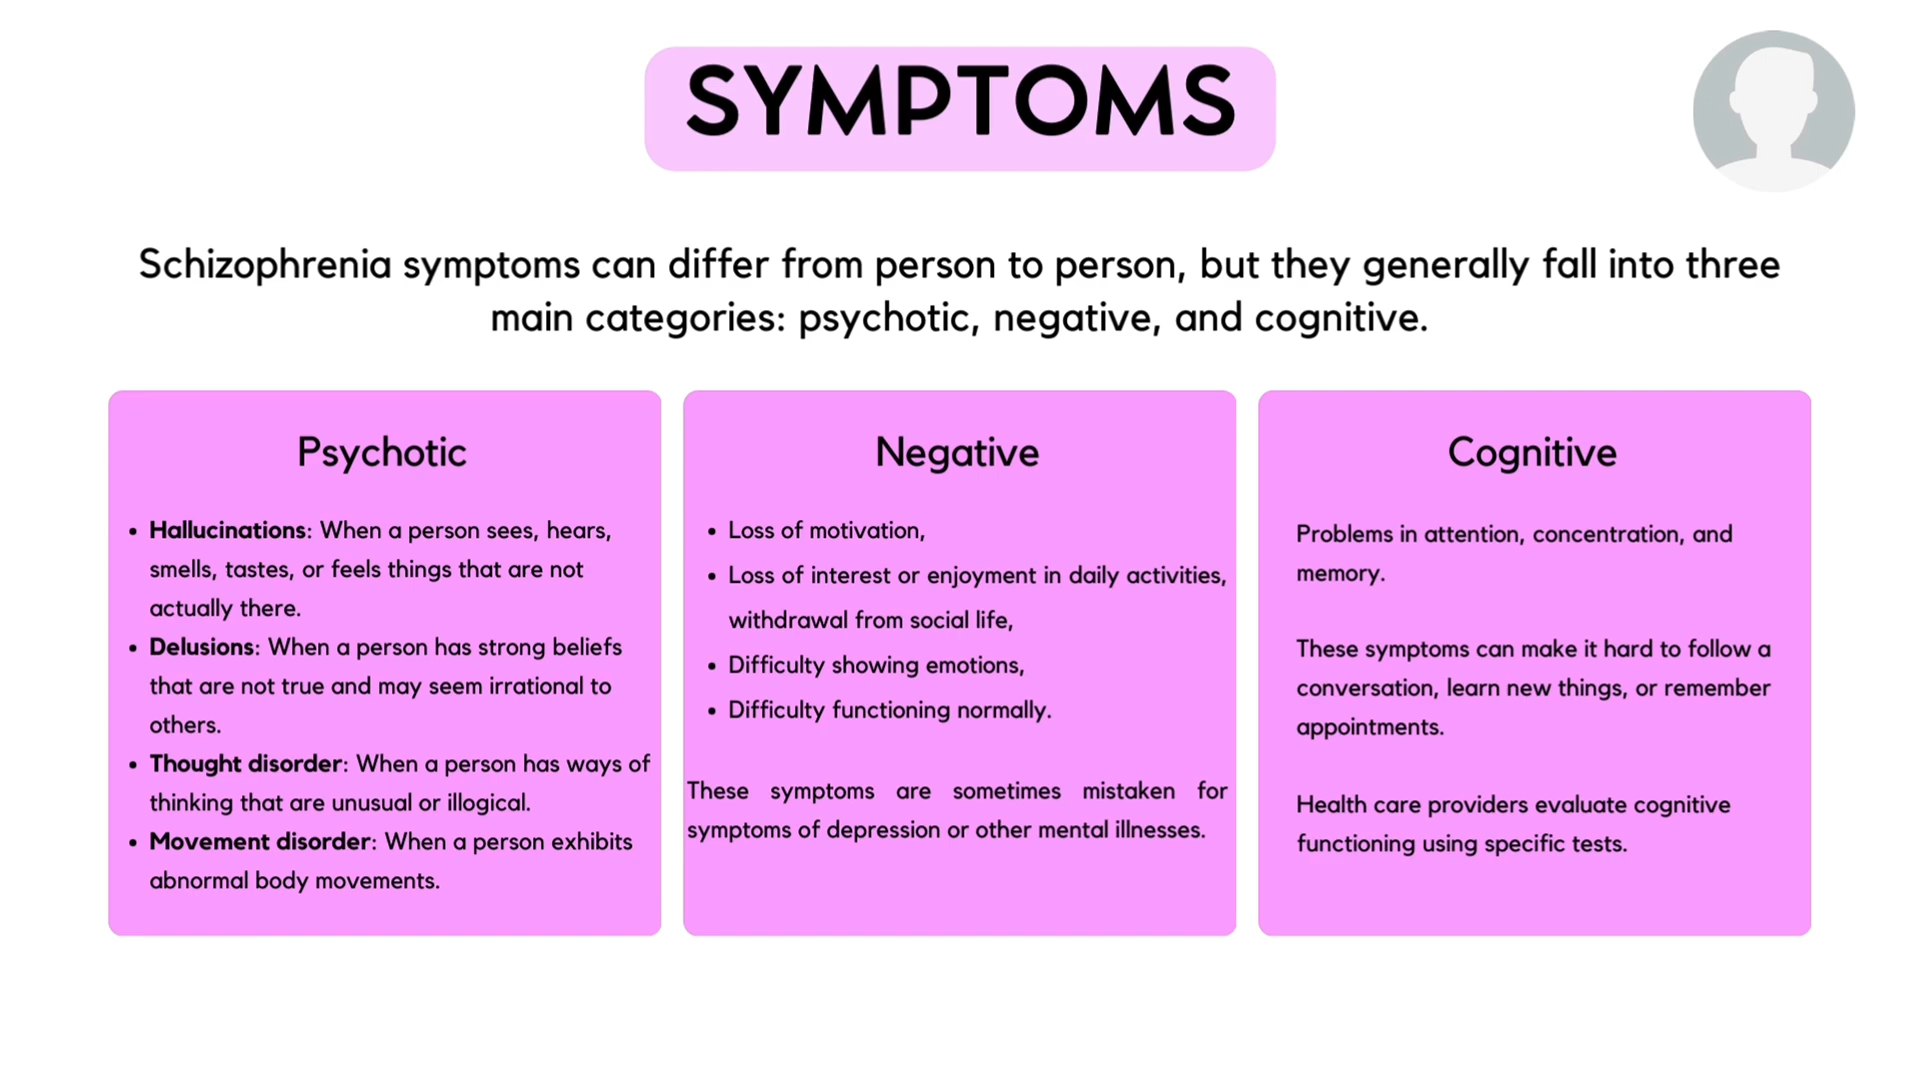 SYMPTOMS
Schizophrenia symptoms can differ from person to person, but they generally fall into three
main categories: psychotic, negative, and cognitive.
Psychotic
• Hallucinations: When a person sees, hears,
smells, tastes, or feels things that are not
actually there.
• Delusions: When a person has strong beliefs
that are not true and may seem irrational to
others.
• Thought disorder: When a person has ways of
thinking that are unusual or illogical.
• Movement disorder: When a person exhibits
abnormal body movements.
Negative
• Loss of motivation,
• Loss of interest or enjoyment in daily activities,
withdrawal from social life,
• Difficulty showing emotions,
• Difficulty functioning normally.
These symptoms are sometimes mistaken for
symptoms of depression or other mental illnesses.
Cognitive
Problems in attention, concentration, and
memory.
These symptoms can make it hard to follow a
conversation, learn new things, or remember
appointments.
Health care providers evaluate cognitive
functioning using specific tests.